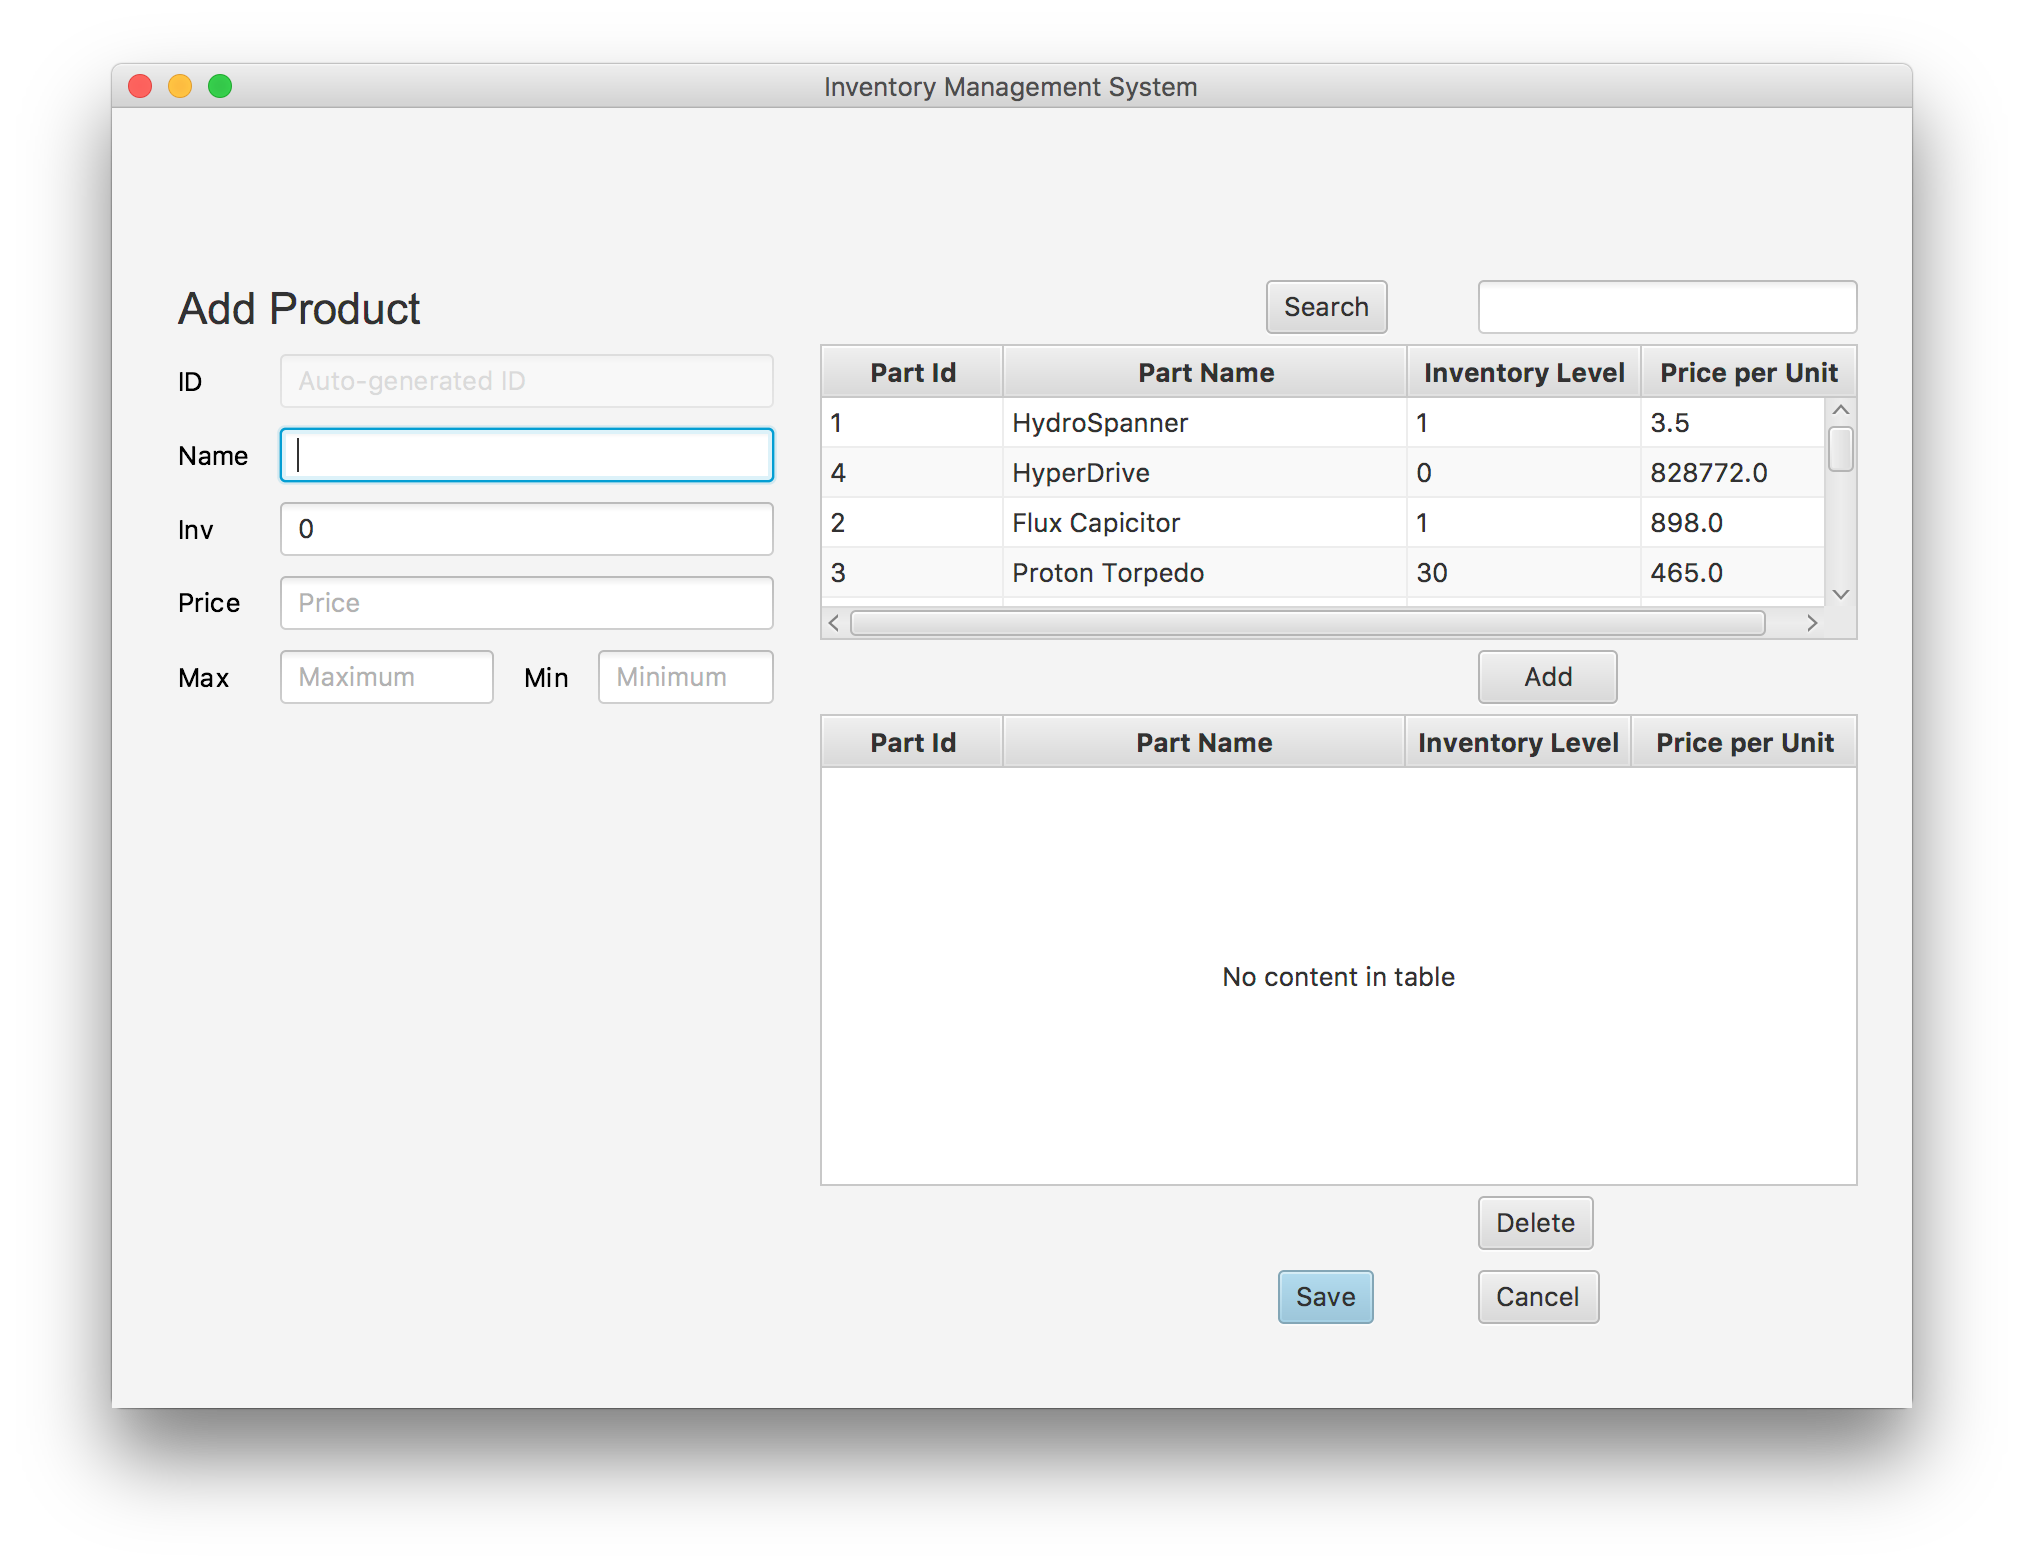 Inventory Management System
Add Product
Search
ID Auto-generated ID
Name
Inv 0
Price Price
Max Maximum Min Minimum
Part Id Part Name Inventory Level Price per Unit
1 HydroSpanner 1 3.5
4 HyperDrive 0 828772.0
2 Flux Capicitor 1 898.0
3 Proton Torpedo 30 465.0
Add
Part Id Part Name Inventory Level Price per Unit
No content in table
Delete
Save Cancel